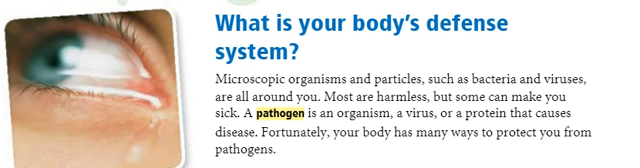 What is your body's defense
system?
Microscopic organisms and particles, such as bacteria and viruses,
are all around you. Most are harmless, but some can make you
sick. A pathogen is an organism, a virus, or a protein that causes
disease. Fortunately, your body has many ways to protect you from
pathogens.